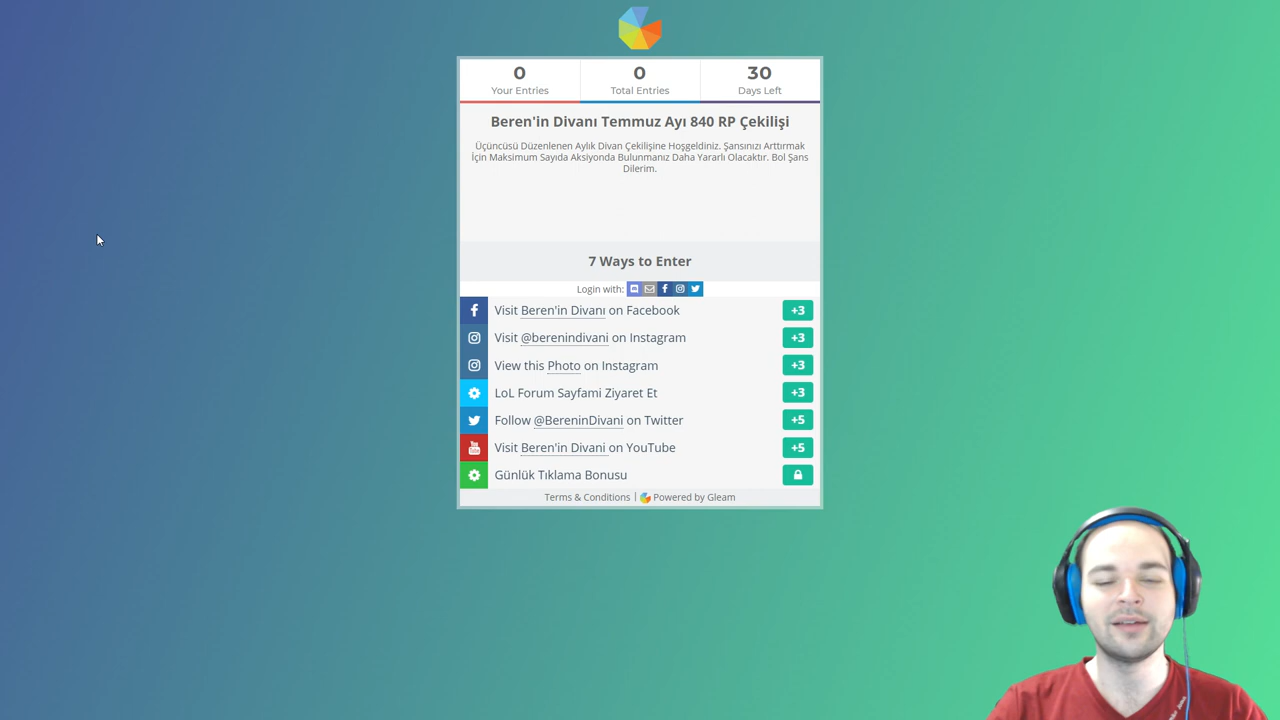 0
Your Entries
0
Total Entries
30
Days Left
Beren'in Divanı Temmuz Ayı 840 RP Çekilişi
Üçüncüsü Düzenlenen Aylık Divan Çekilişine Hoşgeldiniz. Şansınızı Arttırmak
İçin Maksimum Sayıda Aksiyonda Bulunmanız Daha Yararlı Olacaktır. Bol Şans
Dilerim.
7 Ways to Enter
Login with:
Visit Beren'in Divanı on Facebook +3
Visit @berenindivani on Instagram +3
View this Photo on Instagram +3
LoL Forum Sayfami Ziyaret Et +3
Follow @BereninDivani on Twitter +5
Visit Beren'in Divani on YouTube +5
Günlük Tıklama Bonusu
Terms & Conditions | Powered by Gleam